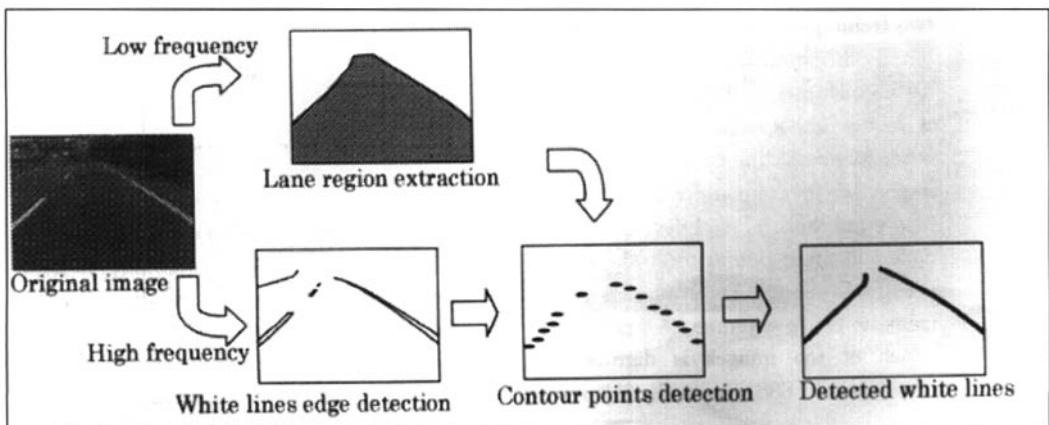 Low frequency
Lane region extraction
Original image
High frequency
White lines edge detection
Contour points detection
Detected white lines